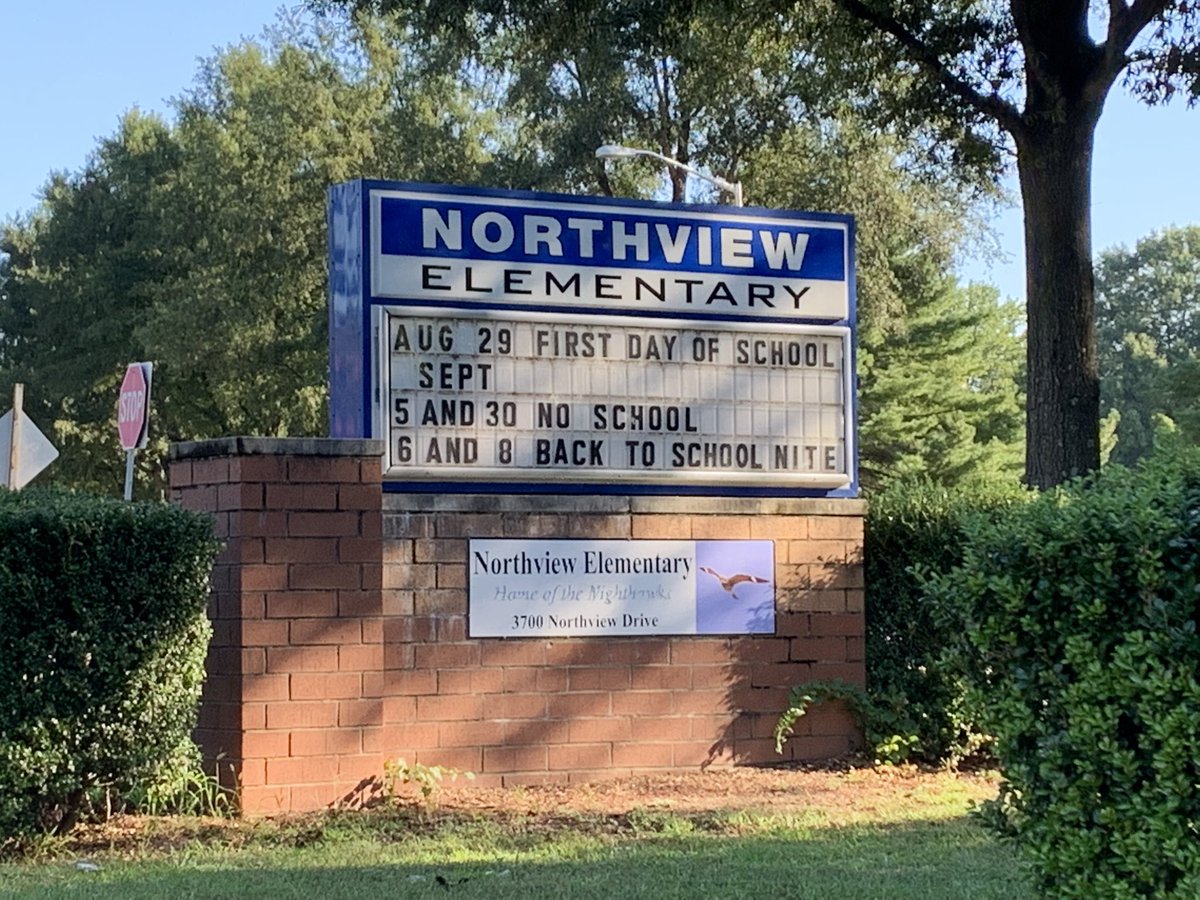 NORTHVIEW
ELEMENTARY
AUG 29 FIRST DAY OF SCHOOL
SEPT
5 AND 30 NO SCHOOL
6 AND 8 BACK TO SCHOOL NITE
STOP
Northview Elementary
Home of the Nighthawks
3700 Northview Drive